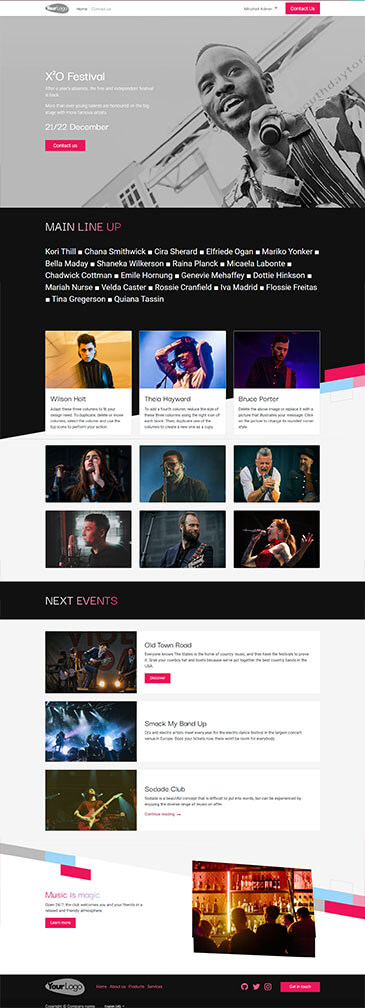 YourLogo Home Contact Us Mitchell Admin Contact Us
X²O Festival
After a year's absence, the free and independent festival
is back.
More than sixty talents are featured on the big
stage with more famous artists.
21/22 December
Contact us
MAIN LINE UP
Kori Thill ■ Chana Smithwick ■ Cira Sherard ■ Elfriede Ogan ■ Mariko Yonker ■
Bella Maday ■ Shaneka Wilkerson ■ Raina Planck ■ Micaela Labonte ■
Chadwick Cottman ■ Emile Hornung ■ Genevie Mehaffey ■ Dottie Hinkson ■
Mariah Nurse ■ Velda Caster ■ Rossie Cranfield ■ Iva Madrid ■ Flossie Freitas
■ Tina Gregerson ■ Quiana Tassin
Wilson Holt
Adapt these three columns to fit your
design need. To duplicate, delete or move
columns, select the column and use the
top icons to perform your action.
Theia Hayward
To add a fourth column, reduce the size of
these three columns using the right icon of
each block. Then, duplicate one of the
columns to create a new one as a copy.
Bruce Porter
Delete the above image or replace it with a
picture that illustrates your message. Click
on the picture to change its rounded corner
style.
NEXT EVENTS
Old Town Road
Everyone knows The States is the home of country music, and they have the festivals to prove
it. Grab your cowboy hat and boots because we've put together the best country bands in the
USA.
Discover
Smack My Band Up
DJs and electro artists meet every year for the electro dance festival in the largest concert
venue in Europe. Book your tickets now, there won't be room for everybody.
Sodade Club
Sodade is a beautiful concept that is difficult to put into words, but can be experienced by
enjoying the diverse range of music on offer.
Continue reading →
Music is magic
Open 24/7, the club welcomes you and your friends in a
relaxed and friendly atmosphere.
Learn more
YourLogo Home About us Products Services Get in touch
Copyright © Company name English (US)